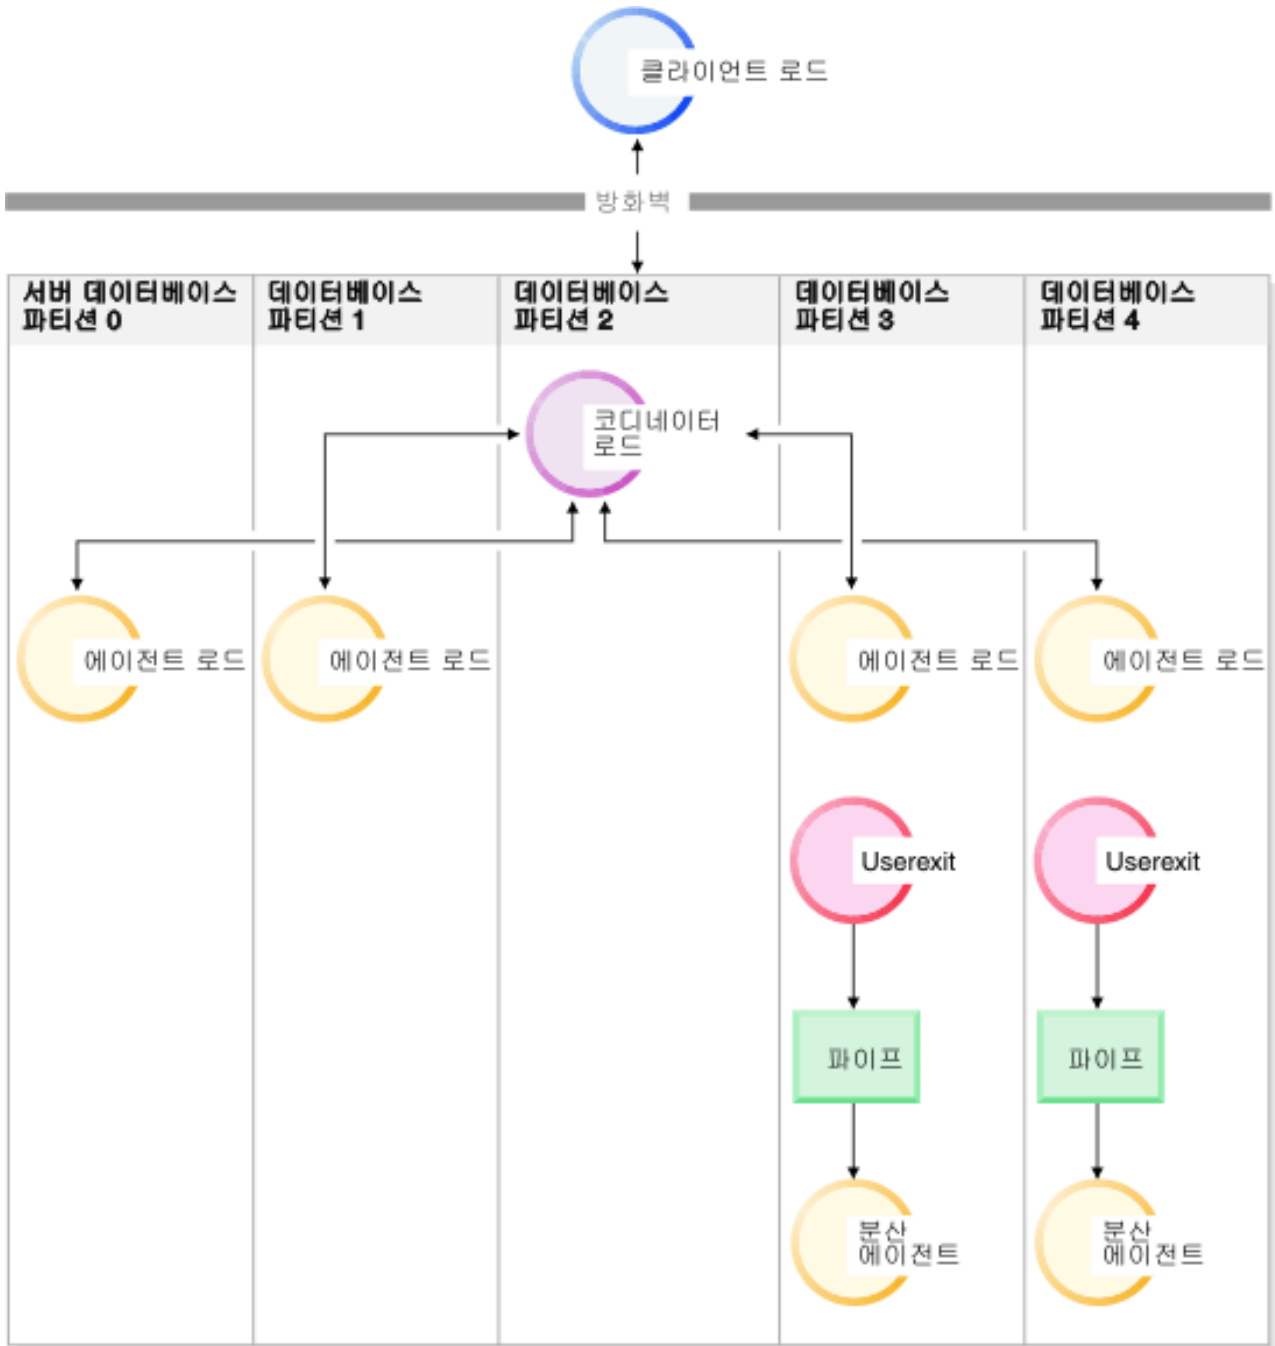 클라이언트 로드
방화벽
서버 데이터베이스
파티션 0
데이터베이스
파티션 1
데이터베이스
파티션 2
데이터베이스
파티션 3
데이터베이스
파티션 4
코디네이터
로드
에이전트 로드
에이전트 로드
에이전트 로드
에이전트 로드
Userexit
Userexit
파이프
파이프
분산
에이전트
분산
에이전트